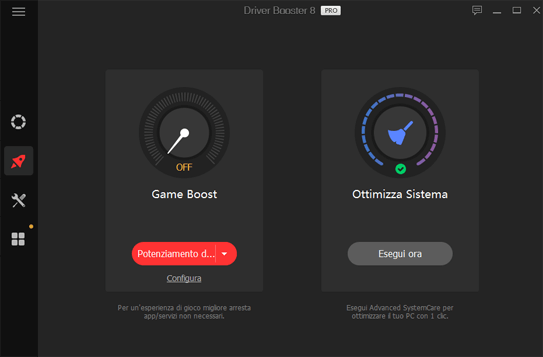 Driver Booster 8 PRO
OFF
Game Boost
Ottimizza Sistema
Potenziamento d...
Esegui ora
Configura
Per un'esperienza di gioco migliore arresta
app/servizi non necessari.
Esegui Advanced SystemCare per
ottimizzare il tuo PC con 1 clic.